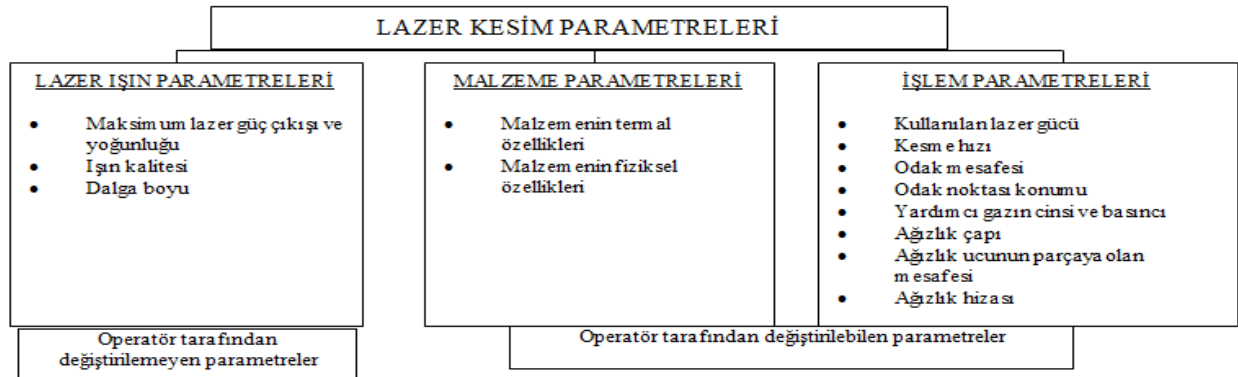 LAZER KESİM PARAMETRELERİ
LAZER IŞIN PARAMETRELERİ
• Maksimum lazer güç çıkışı ve
yoğunluğu
• Işın kalitesi
• Dalga boyu
MALZEME PARAMETRELERİ
• Malzemenin termal
özellikleri
• Malzemenin fiziksel
özellikleri
İŞLEM PARAMETRELERİ
• Kullanılan lazer gücü
• Kesme hızı
• Odak mesafesi
• Odak noktası konumu
• Yardımcı gazın cinsi ve basıncı
• Ağızlık çapı
• Ağızlık ucunun parçaya olan
mesafesi
• Ağızlık hizası
Operatör tarafından
değiştirilemeyen parametreler
Operatör tarafından değiştirilebilen parametreler